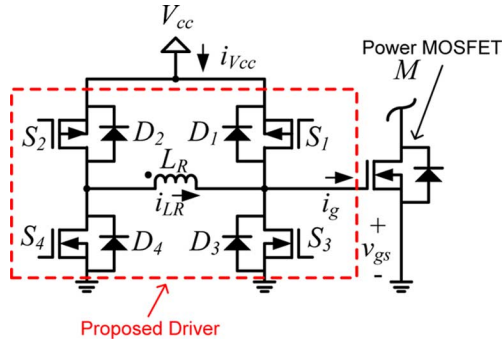 Vcc
iVcc
Power MOSFET
M
S2
D2
D1
S1
LR
iLR
ig
S4
D4
D3
S3
+
vgs
-
Proposed Driver